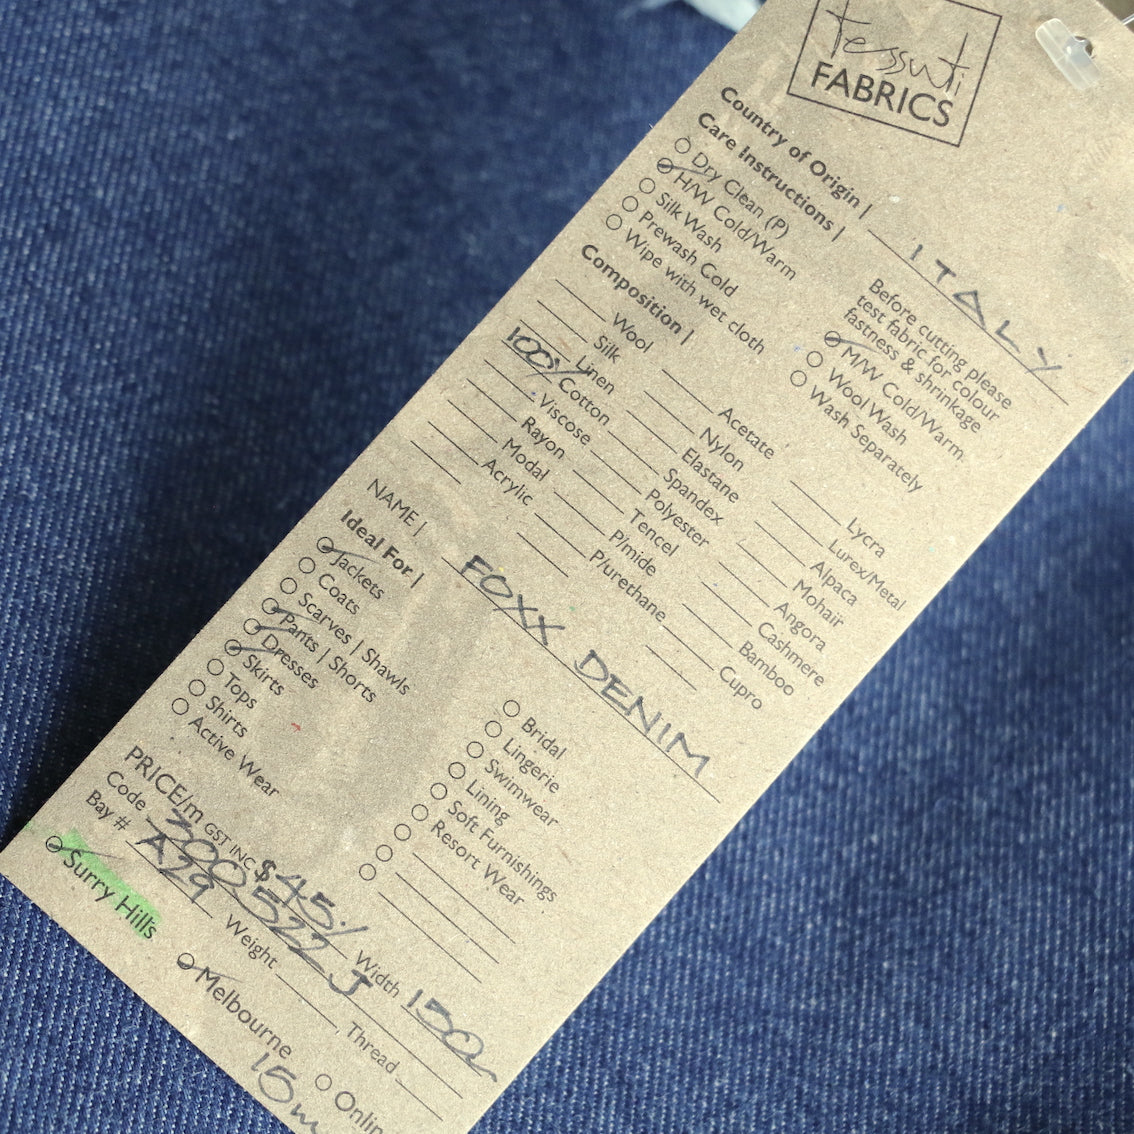 tessuti
FABRICS
Country of Origin | ITALY
Care Instructions |
Dry Clean (P)
H/W Cold/Warm
Silk Wash
Prewash Cold
Wipe with wet cloth
Before cutting please
test fabric for colour
fastness & shrinkage
M/W Cold/Warm
Wool Wash
Wash Separately
Composition |
Wool
Silk
Linen
100% Cotton
Viscose
Rayon
Modal
Acrylic
Acetate
Nylon
Elastane
Spandex
Polyester
Tencel
P/mide
P/urethane
Lycra
Lurex/Metal
Alpaca
Mohair
Angora
Cashmere
Bamboo
Cupro
NAME | FOXX DENIM
Ideal For |
Jackets
Coats
Scarves | Shawls
Pants | Shorts
Dresses
Skirts
Tops
Shirts
Active Wear
Bridal
Lingerie
Swimwear
Lining
Soft Furnishings
Resort Wear
PRICE/m GST INC $45
Code 300522J
Width 150
Bay # A29
Weight
Thread
Surry Hills
Melbourne
15m